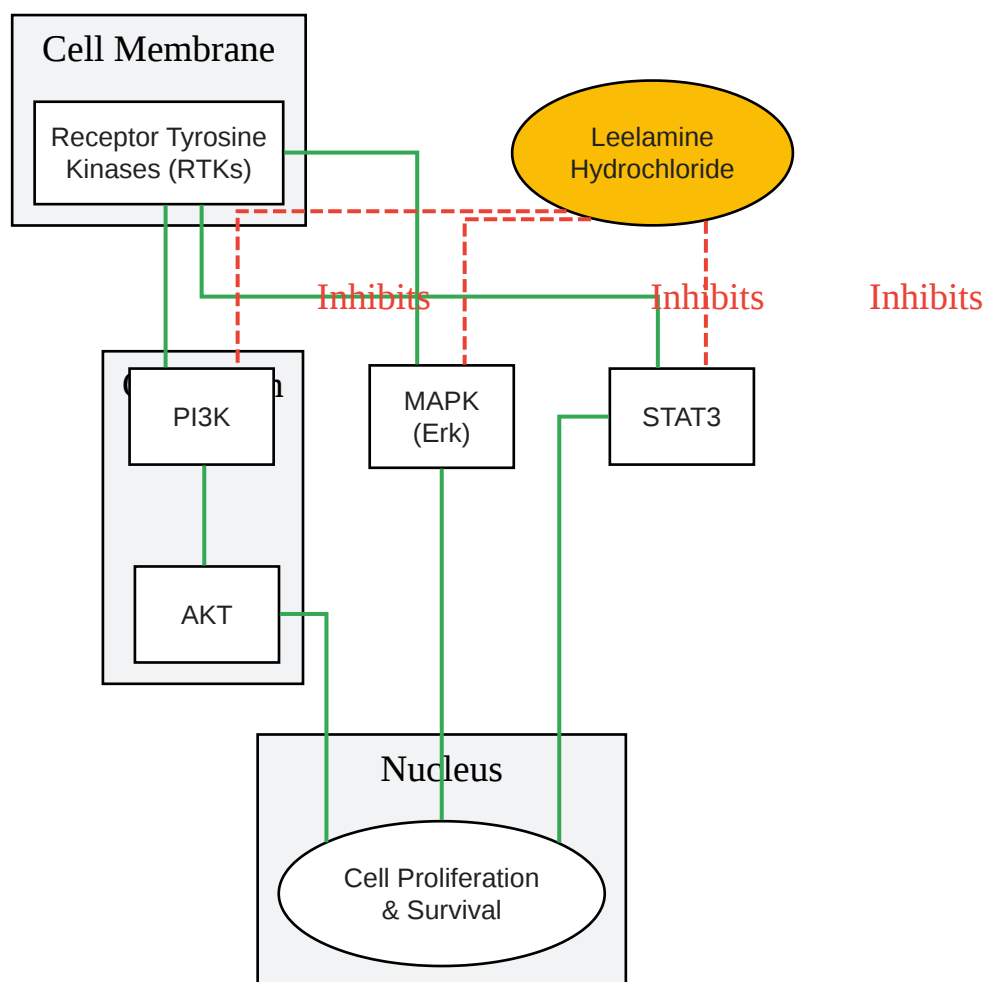 Cell Membrane
Receptor Tyrosine
Kinases (RTKs)
Leelamine
Hydrochloride
Inhibits
Inhibits
Inhibits
PI3K
MAPK
(Erk)
STAT3
AKT
Nucleus
Cell Proliferation
& Survival